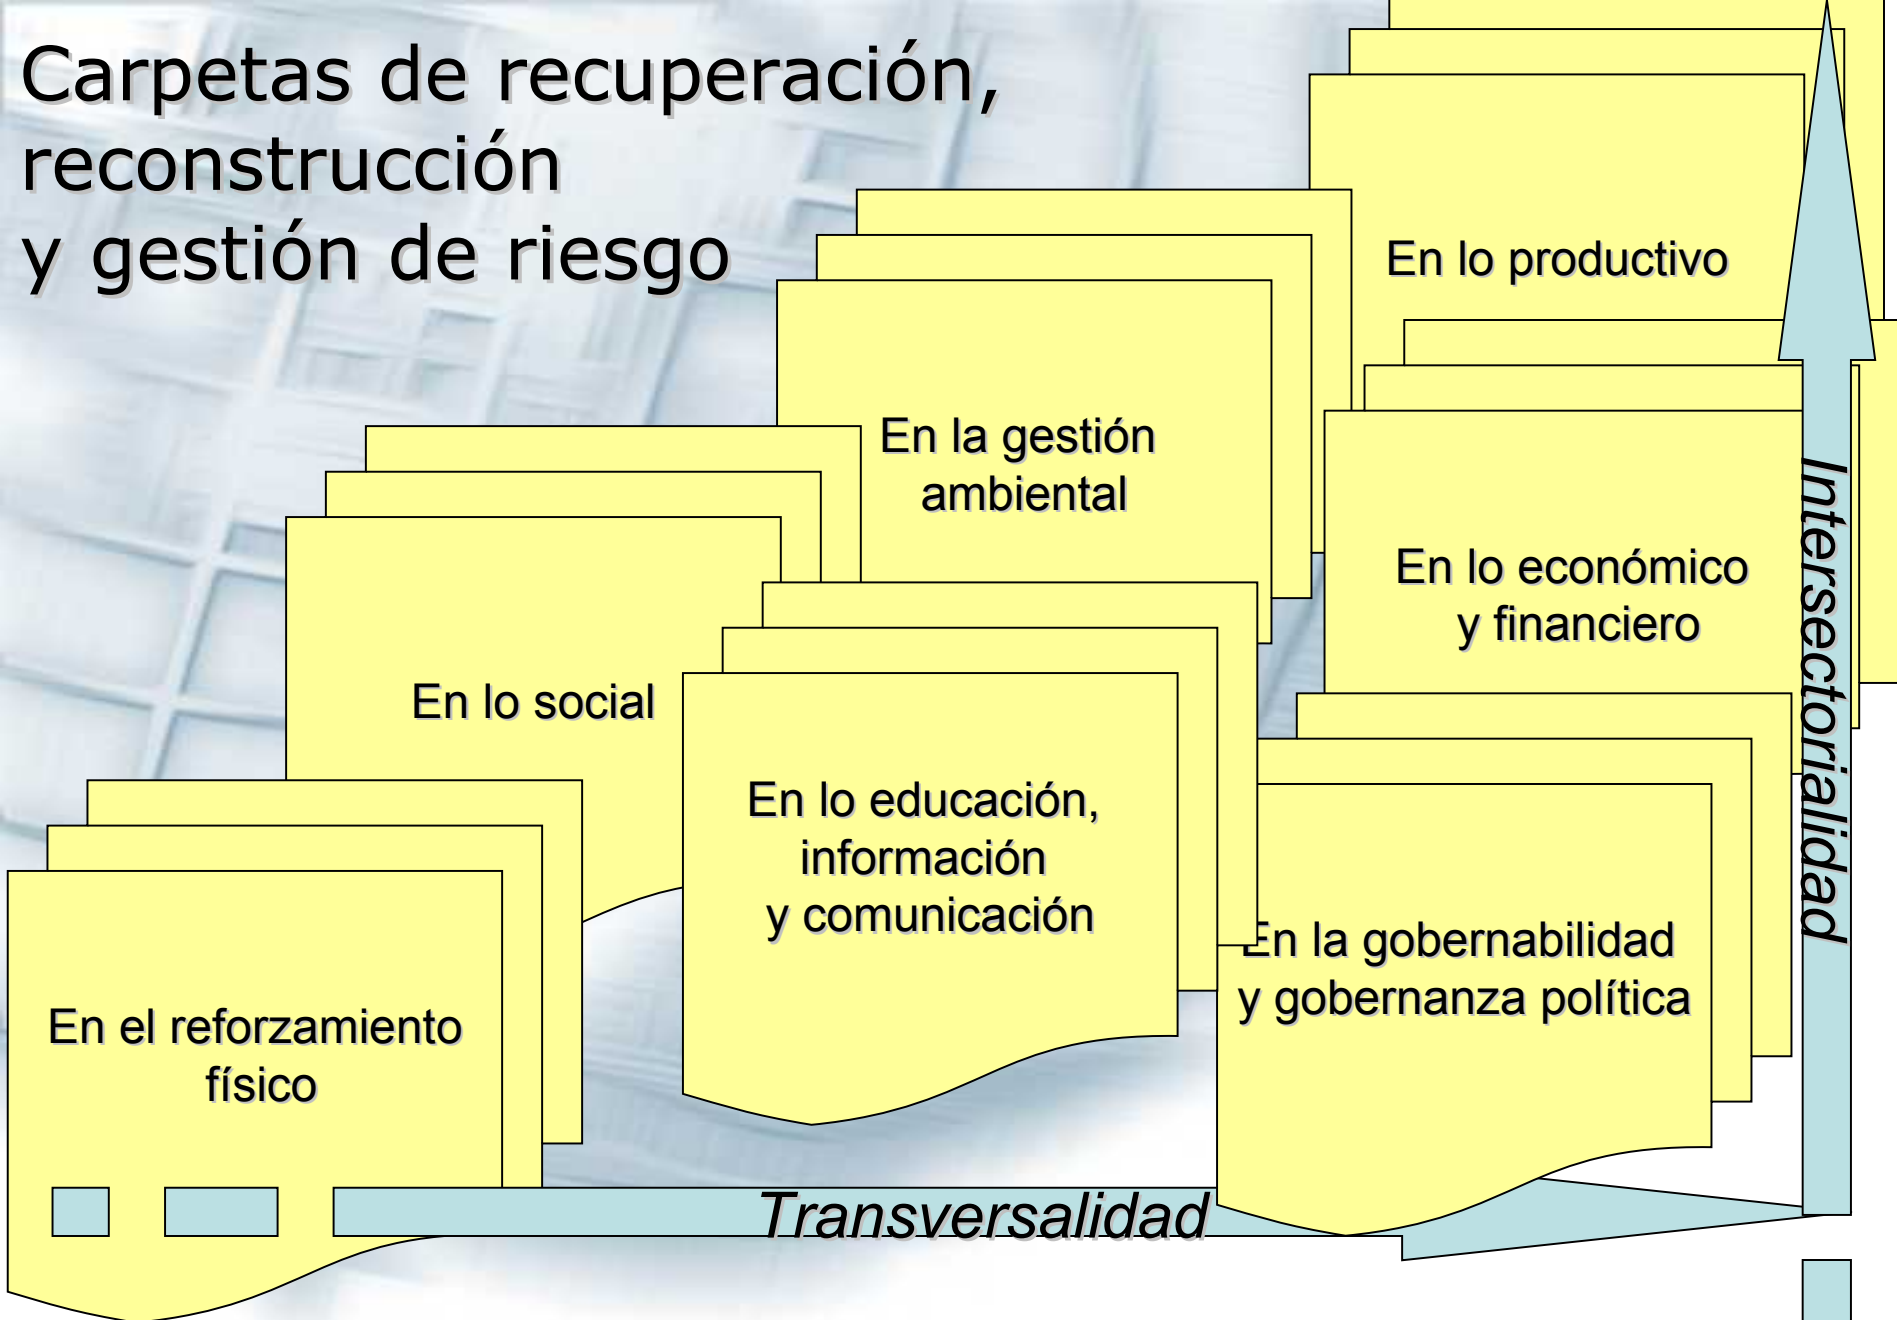 Carpetas de recuperación,
reconstrucción
y gestión de riesgo
En lo productivo
En la gestión
ambiental
En lo económico
y financiero
En lo social
En lo educación,
información
y comunicación
En la gobernabilidad
y gobernanza política
En el reforzamiento
físico
Intersectorialidad
Transversalidad